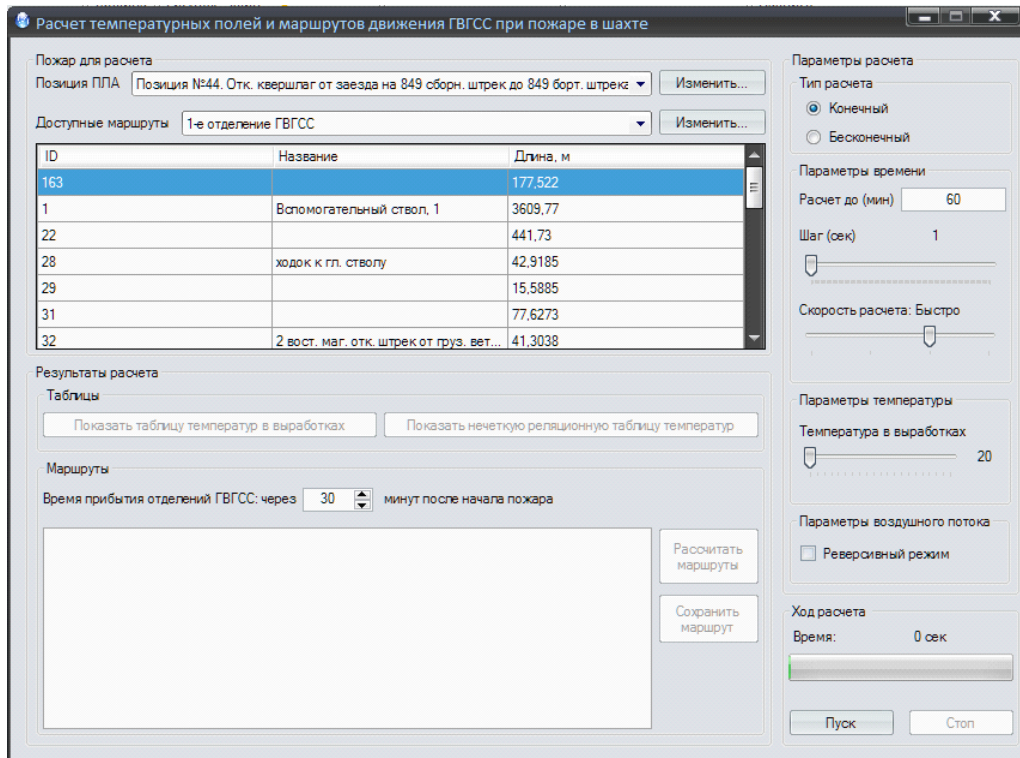 Расчет температурных полей и маршрутов движения ГВГСС при пожаре в шахте
Пожар для расчета
Позиция ПЛА Позиция №44. Отк. квершлаг от заезда на 849 сборн. штрек до 849 борт. штрека Изменить...
Доступные маршруты 1-е отделение ГВГСС Изменить...
ID Название Длина, м
163 177,522
1 Вспомогательный ствол, 1 3609,77
22 441,73
28 ходок к гл. стволу 42,9185
29 15,5885
31 77,6273
32 2 вост. маг. отк. штрек от груз. вет... 41,3038
Результаты расчета
Таблицы
Показать таблицу температур в выработках Показать нечеткую реляционную таблицу температур
Маршруты
Время прибытия отделений ГВГСС: через 30 минут после начала пожара
Рассчитать
маршруты
Сохранить
маршрут
Параметры расчета
Тип расчета
Конечный
Бесконечный
Параметры времени
Расчет до (мин) 60
Шаг (сек) 1
Скорость расчета: Быстро
Параметры температуры
Температура в выработках
20
Параметры воздушного потока
Реверсивный режим
Ход расчета
Время: 0 сек
Пуск Стоп